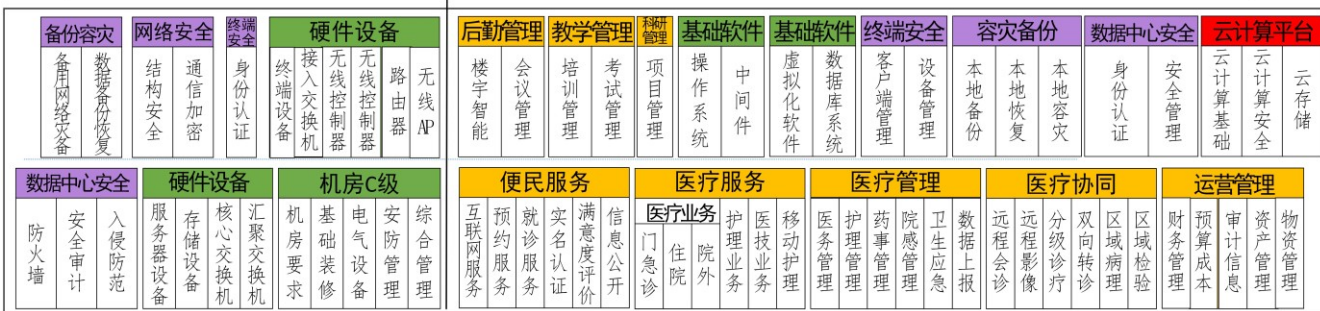 备份容灾
备用网络灾备
数据备份恢复
网络安全
结构安全
通信加密
终端安全
身份认证
硬件设备
终端设备
接入交换机
无线控制器
无线控制器
路由器
无线AP
后勤管理
楼宇智能
会议管理
教学管理
培训管理
考试管理
科研管理
项目管理
基础软件
操作系统
中间件
基础软件
虚拟化软件
数据库系统
终端安全
客户端管理
设备管理
容灾备份
本地备份
本地恢复
本地容灾
数据中心安全
身份认证
安全管理
云计算平台
云计算基础
云计算安全
云存储
数据中心安全
防火墙
安全审计
入侵防范
硬件设备
服务器设备
存储设备
核心交换机
汇聚交换机
机房C级
机房要求
基础装修
电气设备
安防管理
综合管理
便民服务
互联网服务
预约服务
就诊服务
实名认证
满意度评价
信息公开
医疗服务
医疗业务
门急诊
住院
院外
护理业务
医技业务
移动护理
医疗管理
医务管理
护理管理
药事管理
院感管理
卫生应急
数据上报
医疗协同
远程会诊
远程影像
分级诊疗
双向转诊
区域病理
区域检验
运营管理
财务管理
预算成本
审计信息
资产管理
物资管理